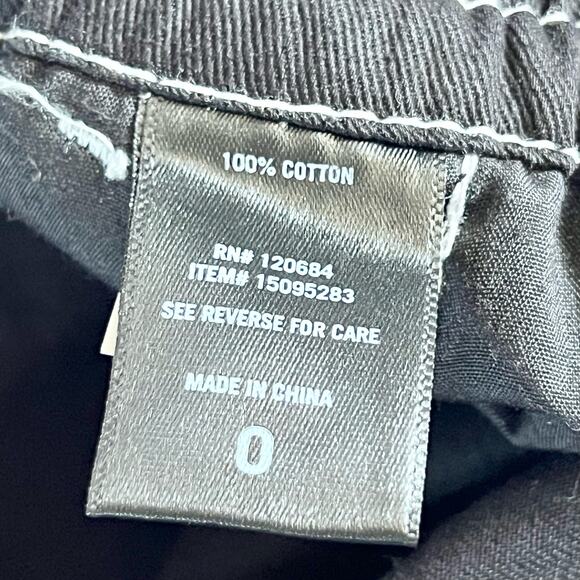 100% COTTON
RN# 120684
ITEM# 15095283
SEE REVERSE FOR CARE
MADE IN CHINA
0